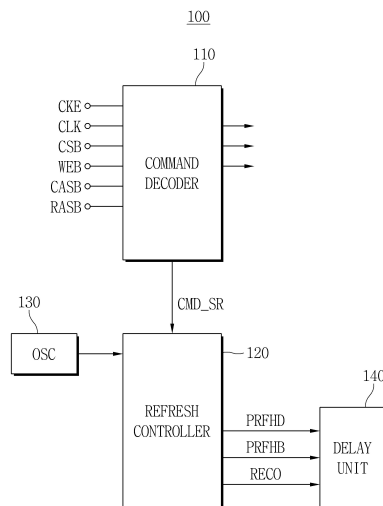 100
110
CKE
CLK
CSB
WEB
CASB
RASB
COMMAND
DECODER
CMD_SR
130
OSC
120
REFRESH
CONTROLLER
PRFHD
PRFHB
RECO
140
DELAY
UNIT